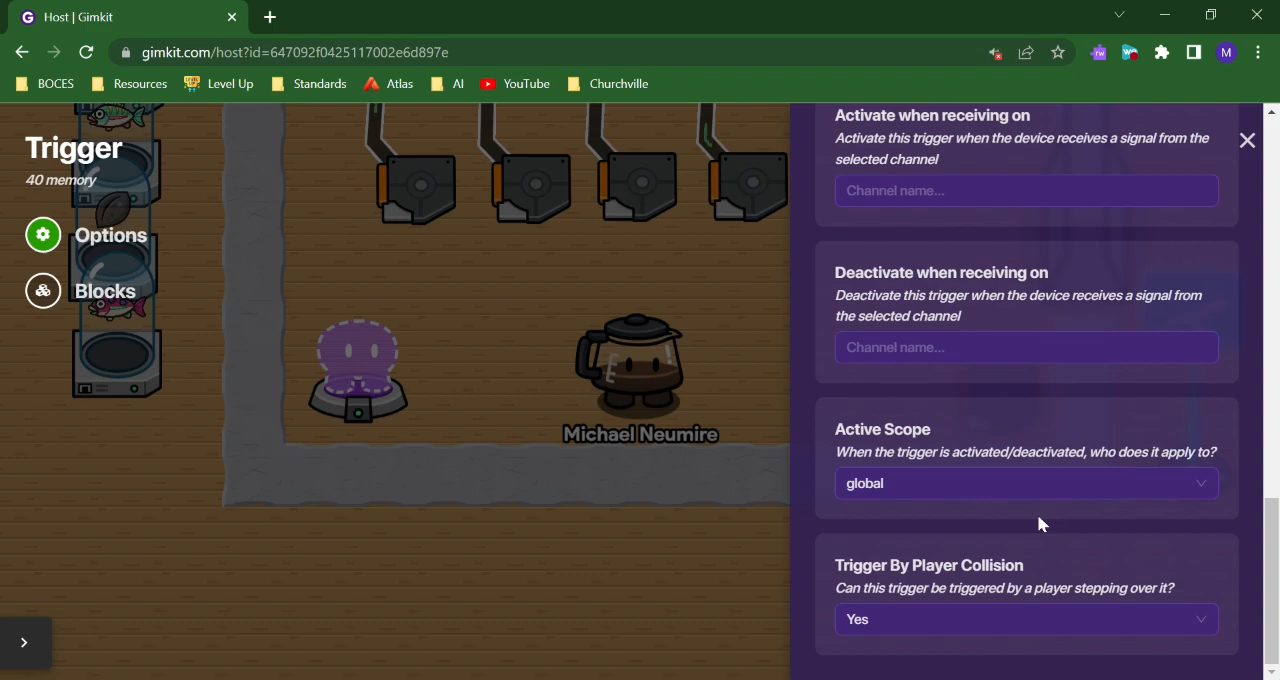 Host | Gimkit
gimkit.com/host?id=647092f0425117002e6d897e
M
BOCES
Resources
Level Up
Standards
Atlas
AI
YouTube
Churchville
Trigger
40 memory
Options
Blocks
Michael Neumire
Activate when receiving on
Activate this trigger when the device receives a signal from the
selected channel
Channel name...
Deactivate when receiving on
Deactivate this trigger when the device receives a signal from
the selected channel
Channel name...
Active Scope
When the trigger is activated/deactivated, who does it apply to?
global
Trigger By Player Collision
Can this trigger be triggered by a player stepping over it?
Yes